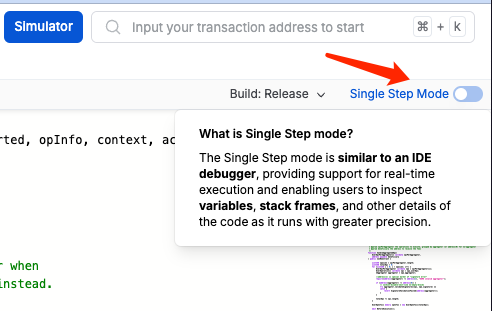 Simulator
Input your transaction address to start
⌘ + k
Build: Release
Single Step Mode
rted, opInfo, context, ac
What is Single Step mode?
The Single Step mode is similar to an IDE
debugger, providing support for real-time
execution and enabling users to inspect
variables, stack frames, and other details of
the code as it runs with greater precision.
r when
instead.